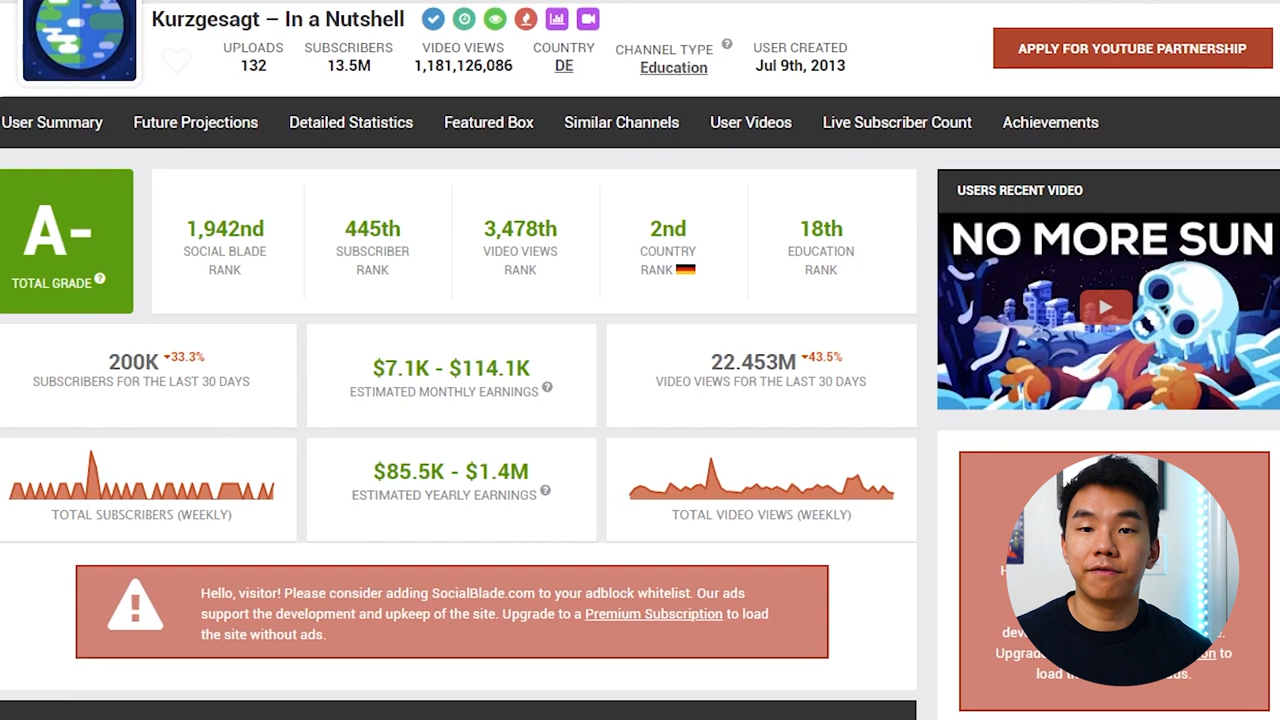 Kurzgesagt – In a Nutshell
UPLOADS
132
SUBSCRIBERS
13.5M
VIDEO VIEWS
1,181,126,086
COUNTRY
DE
CHANNEL TYPE ?
Education
USER CREATED
Jul 9th, 2013
APPLY FOR YOUTUBE PARTNERSHIP
User Summary
Future Projections
Detailed Statistics
Featured Box
Similar Channels
User Videos
Live Subscriber Count
Achievements
A-
TOTAL GRADE ?
1,942nd
SOCIAL BLADE
RANK
445th
SUBSCRIBER
RANK
3,478th
VIDEO VIEWS
RANK
2nd
COUNTRY
RANK
18th
EDUCATION
RANK
USERS RECENT VIDEO
NO MORE SUN
200K 33.3%
SUBSCRIBERS FOR THE LAST 30 DAYS
$7.1K - $114.1K
ESTIMATED MONTHLY EARNINGS ?
22.453M 43.5%
VIDEO VIEWS FOR THE LAST 30 DAYS
TOTAL SUBSCRIBERS (WEEKLY)
$85.5K - $1.4M
ESTIMATED YEARLY EARNINGS ?
TOTAL VIDEO VIEWS (WEEKLY)
Hello, visitor! Please consider adding SocialBlade.com to your adblock whitelist. Our ads
support the development and upkeep of the site. Upgrade to a Premium Subscription to load
the site without ads.
to
load